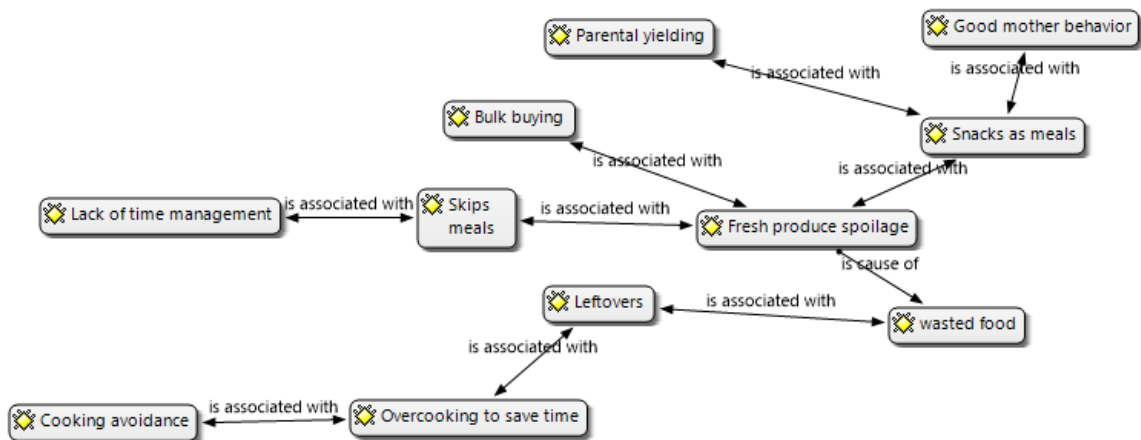 Good mother behavior
Parental yielding
is associated with
is associated with
Bulk buying
Snacks as meals
is associated with
is associated with
Lack of time management
is associated with
Skips
meals
is associated with
Fresh produce spoilage
is cause of
Leftovers
is associated with
wasted food
is associated with
Cooking avoidance
is associated with
Overcooking to save time